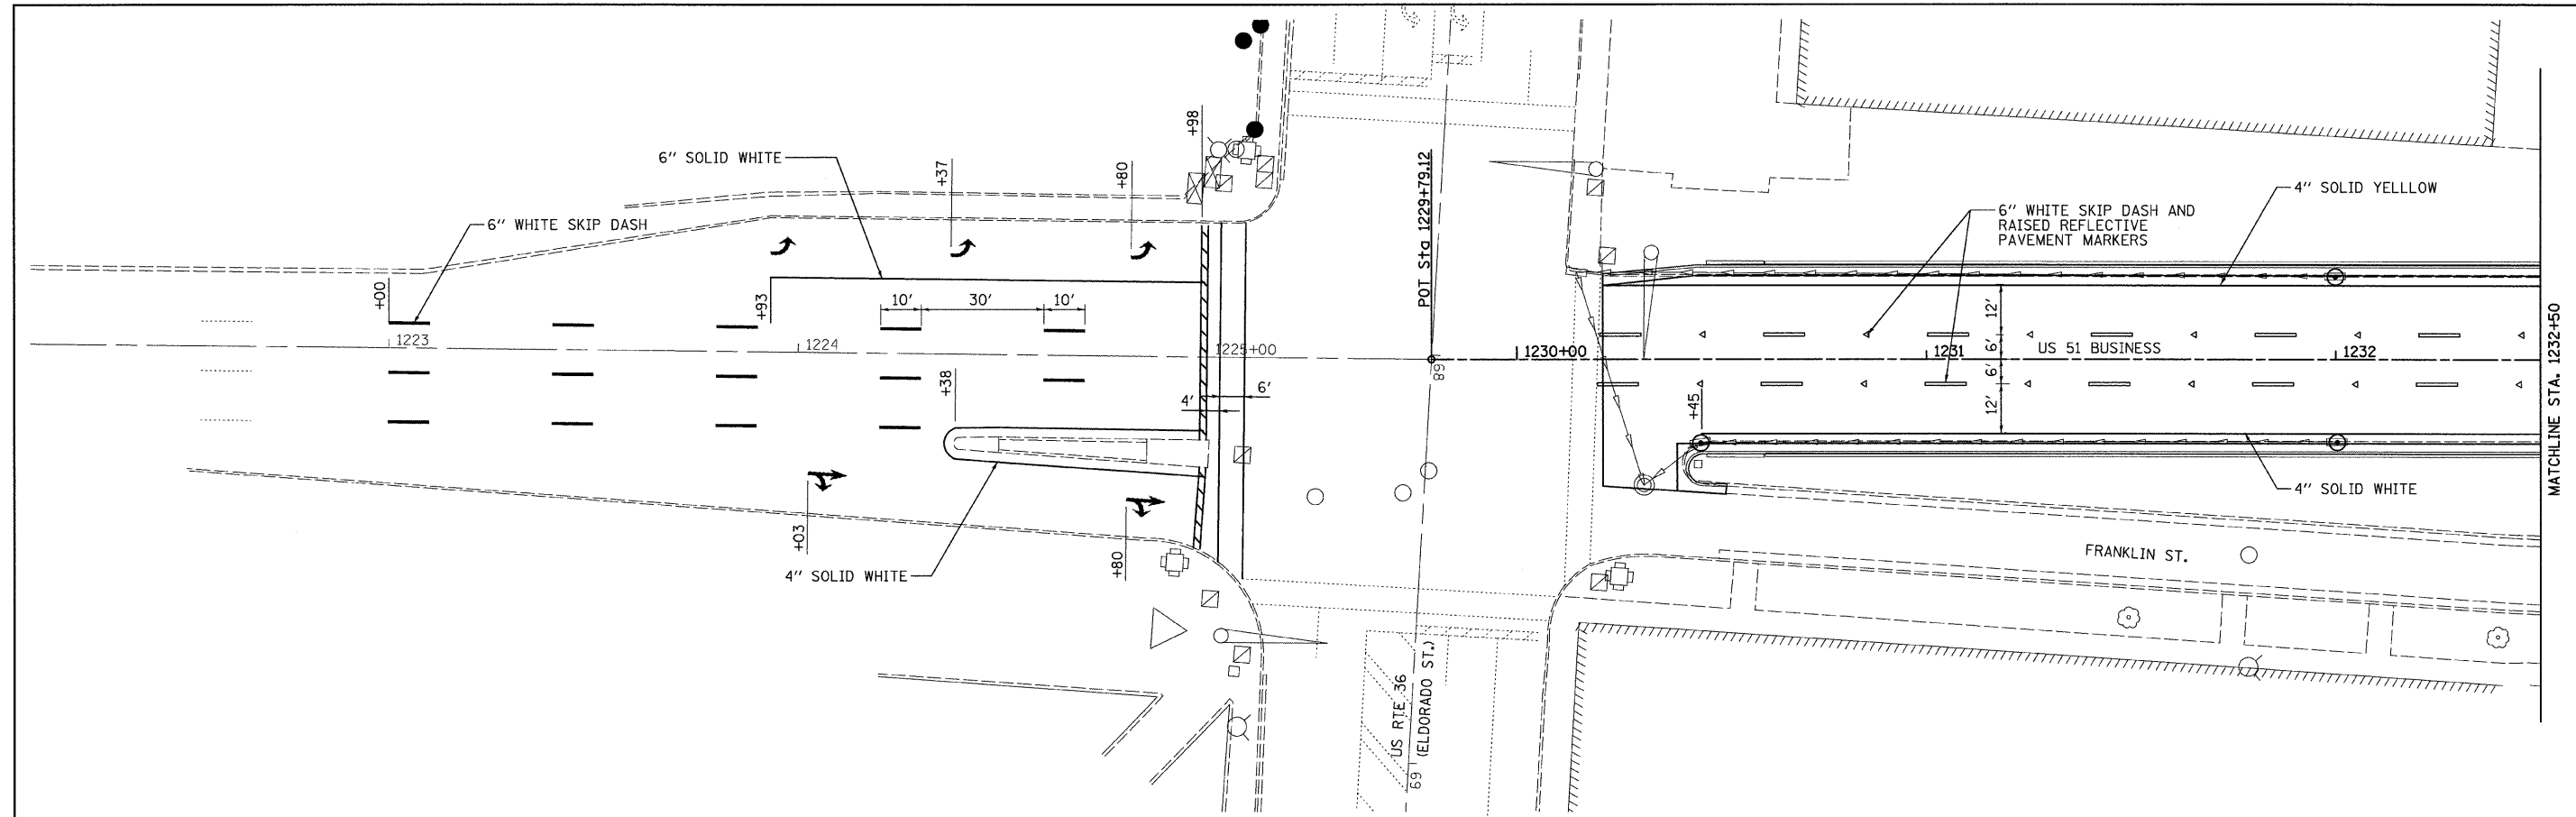 6" SOLID WHITE
6" WHITE SKIP DASH
+00
+93
+37
+80
+98
10'
30'
10'
1223
1224
1225+00
+38
4'
6'
+03
+80
4" SOLID WHITE
POT Sta 1229+79.12
68
1230+00
1231
US 51 BUSINESS
1232
4" SOLID YELLLOW
6" WHITE SKIP DASH AND
RAISED REFLECTIVE
PAVEMENT MARKERS
12'
6'
6'
12'
+45
4" SOLID WHITE
FRANKLIN ST.
US RTE 36
(ELDORADO ST.)
69
MATCHLINE STA. 1232+50